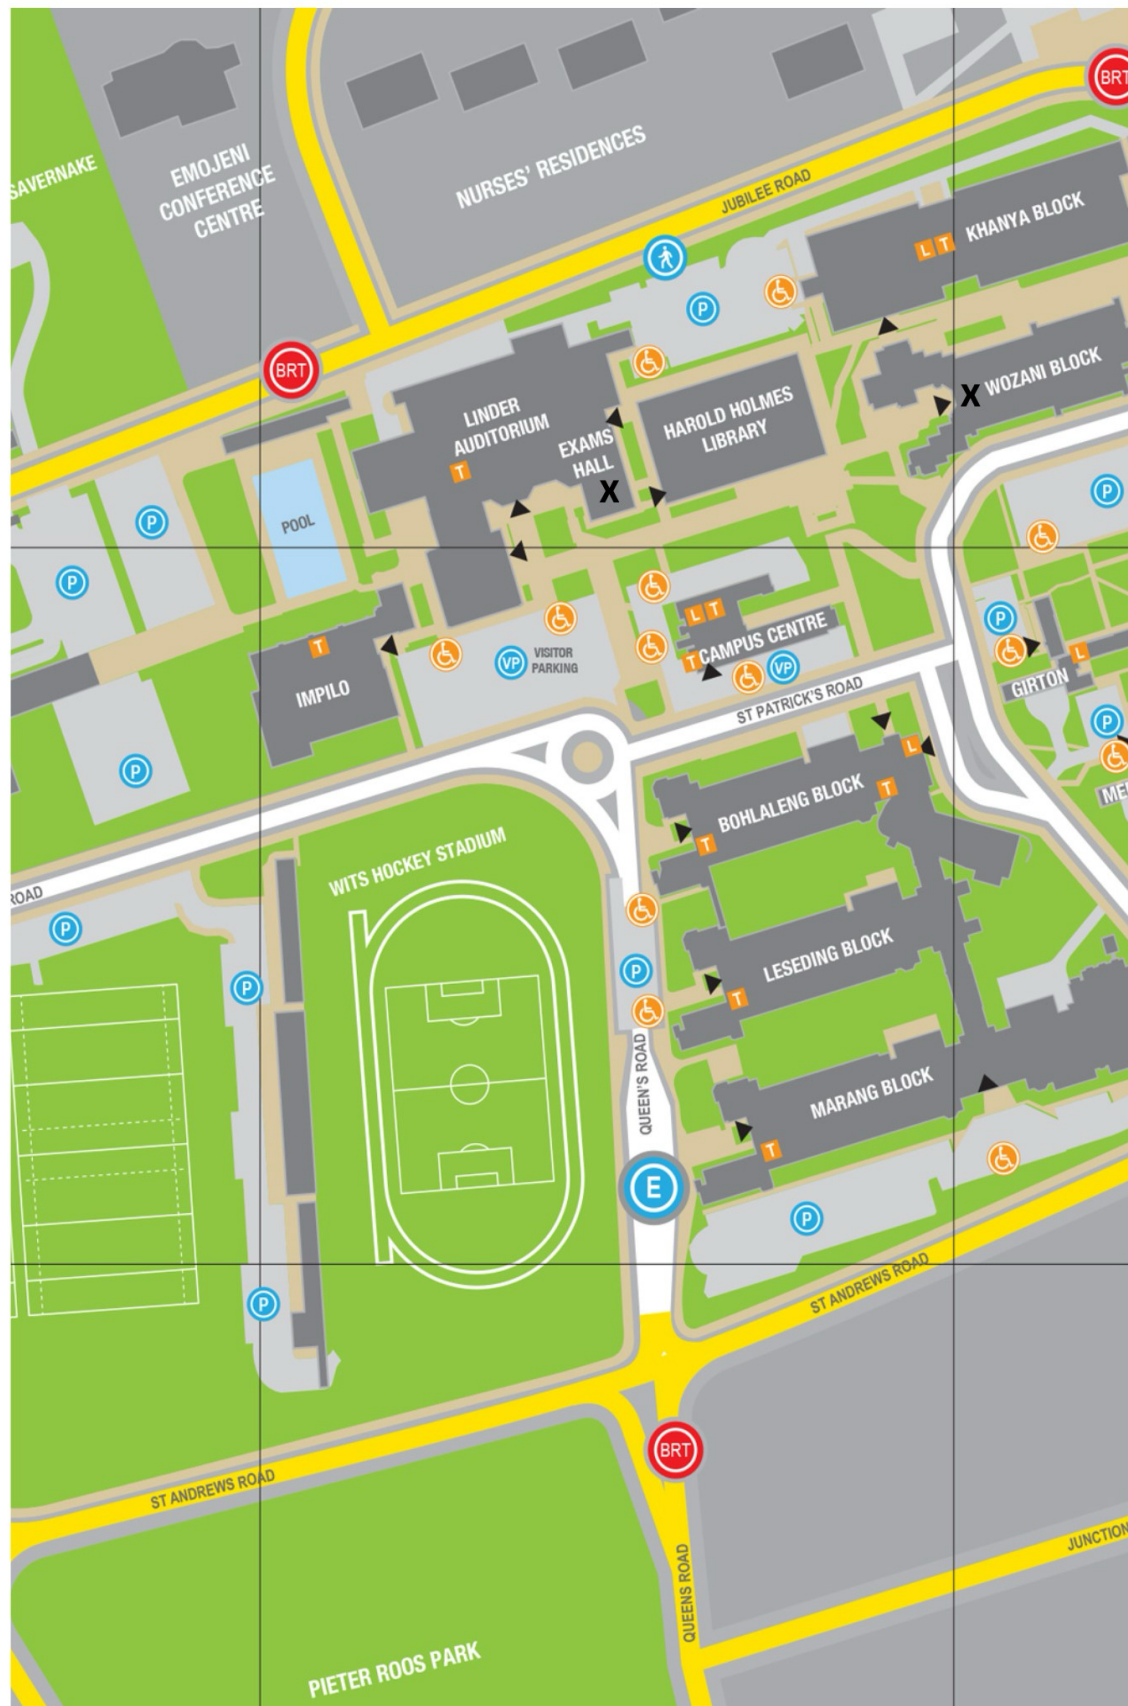 BRT
SAVERNAKE
EMOJENI
CONFERENCE
CENTRE
NURSES' RESIDENCES
JUBILEE ROAD
KHANYA BLOCK
L T
P
BRT
LINDER
AUDITORIUM
T
EXAMS
HALL
X
HAROLD HOLMES
LIBRARY
X
WOZANI BLOCK
P
P
POOL
P
T
IMPILO
VP
VISITOR
PARKING
L T
T
CAMPUS CENTRE
VP
ST PATRICK'S ROAD
P
L
GIRTON
P
P
L
T
BOHLALENG BLOCK
T
ME
WITS HOCKEY STADIUM
ROAD
P
P
P
LESEDING BLOCK
T
QUEEN'S ROAD
MARANG BLOCK
T
E
P
P
ST ANDREWS ROAD
BRT
ST ANDREWS ROAD
JUNCTION
QUEENS ROAD
PIETER ROOS PARK